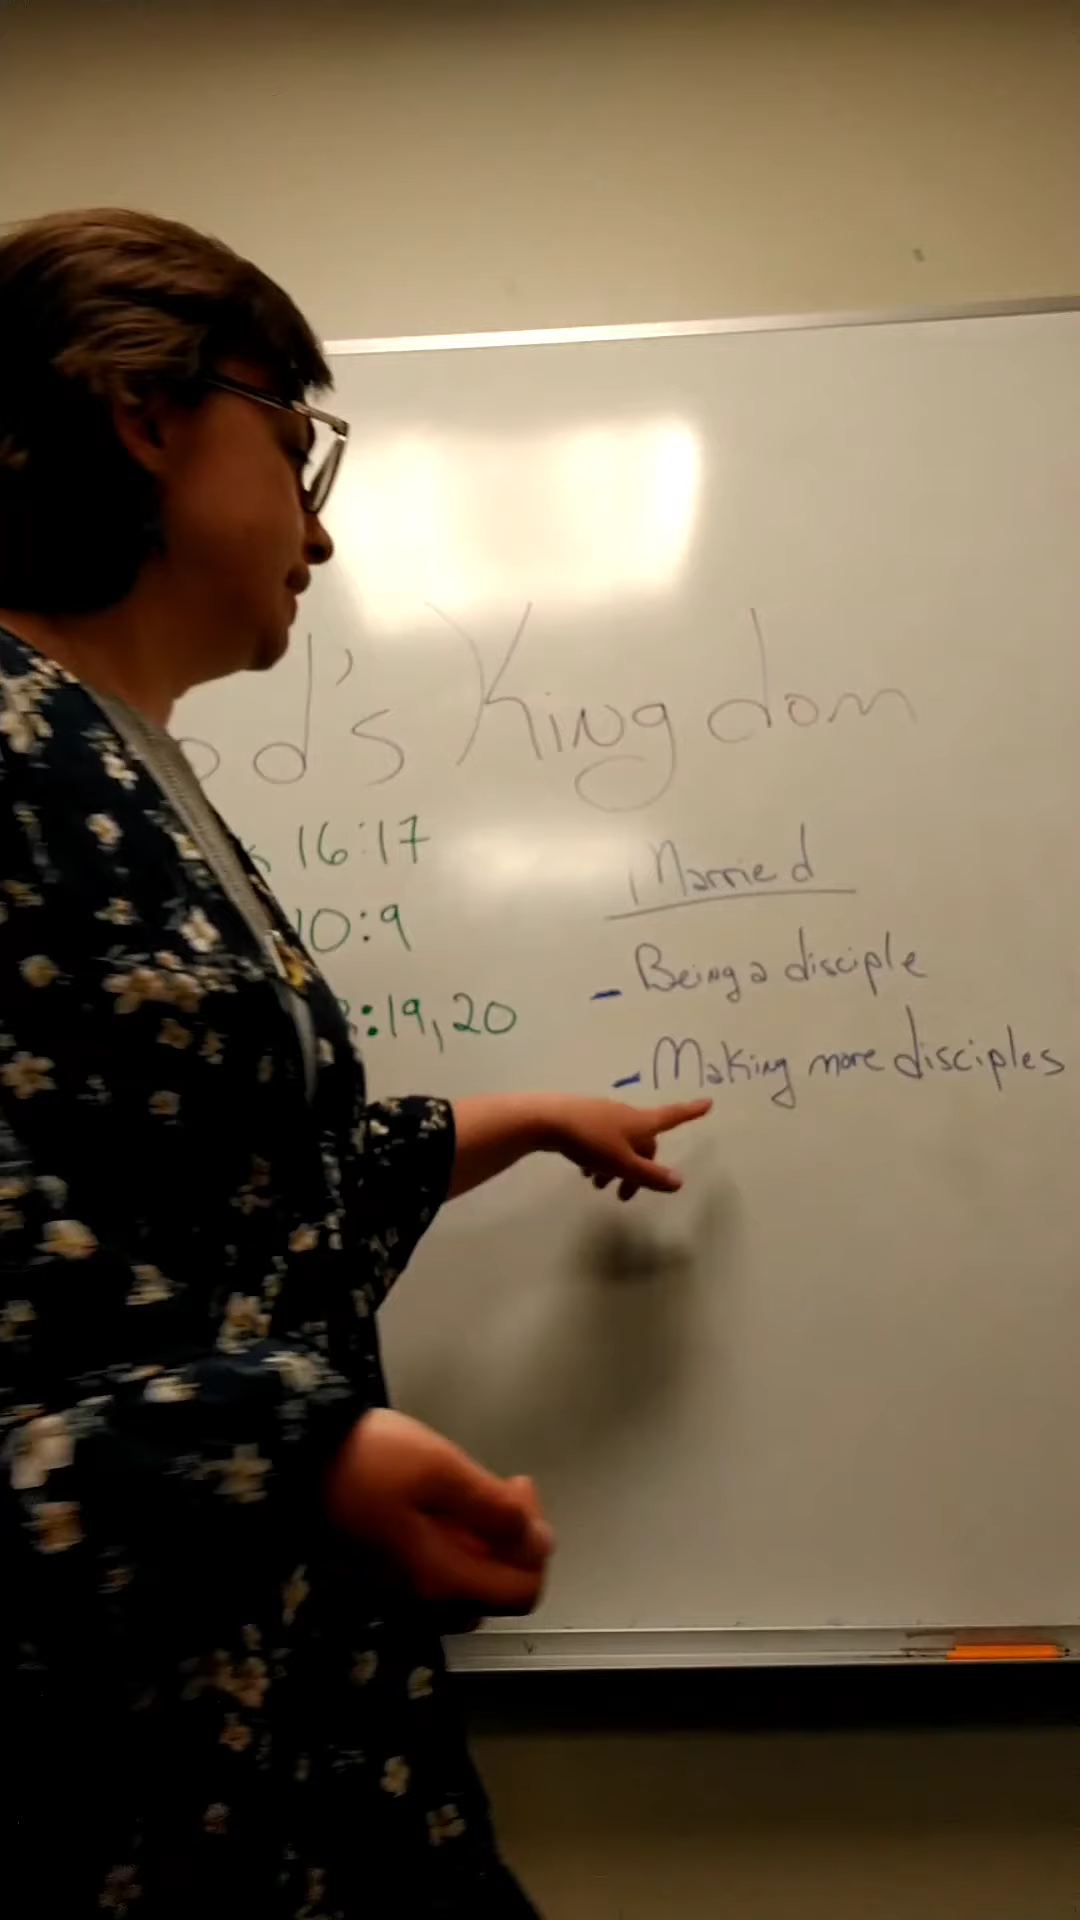 od's Kingdom
16:17
10:9
:19,20
Married
- Being a disciple
- Making more disciples